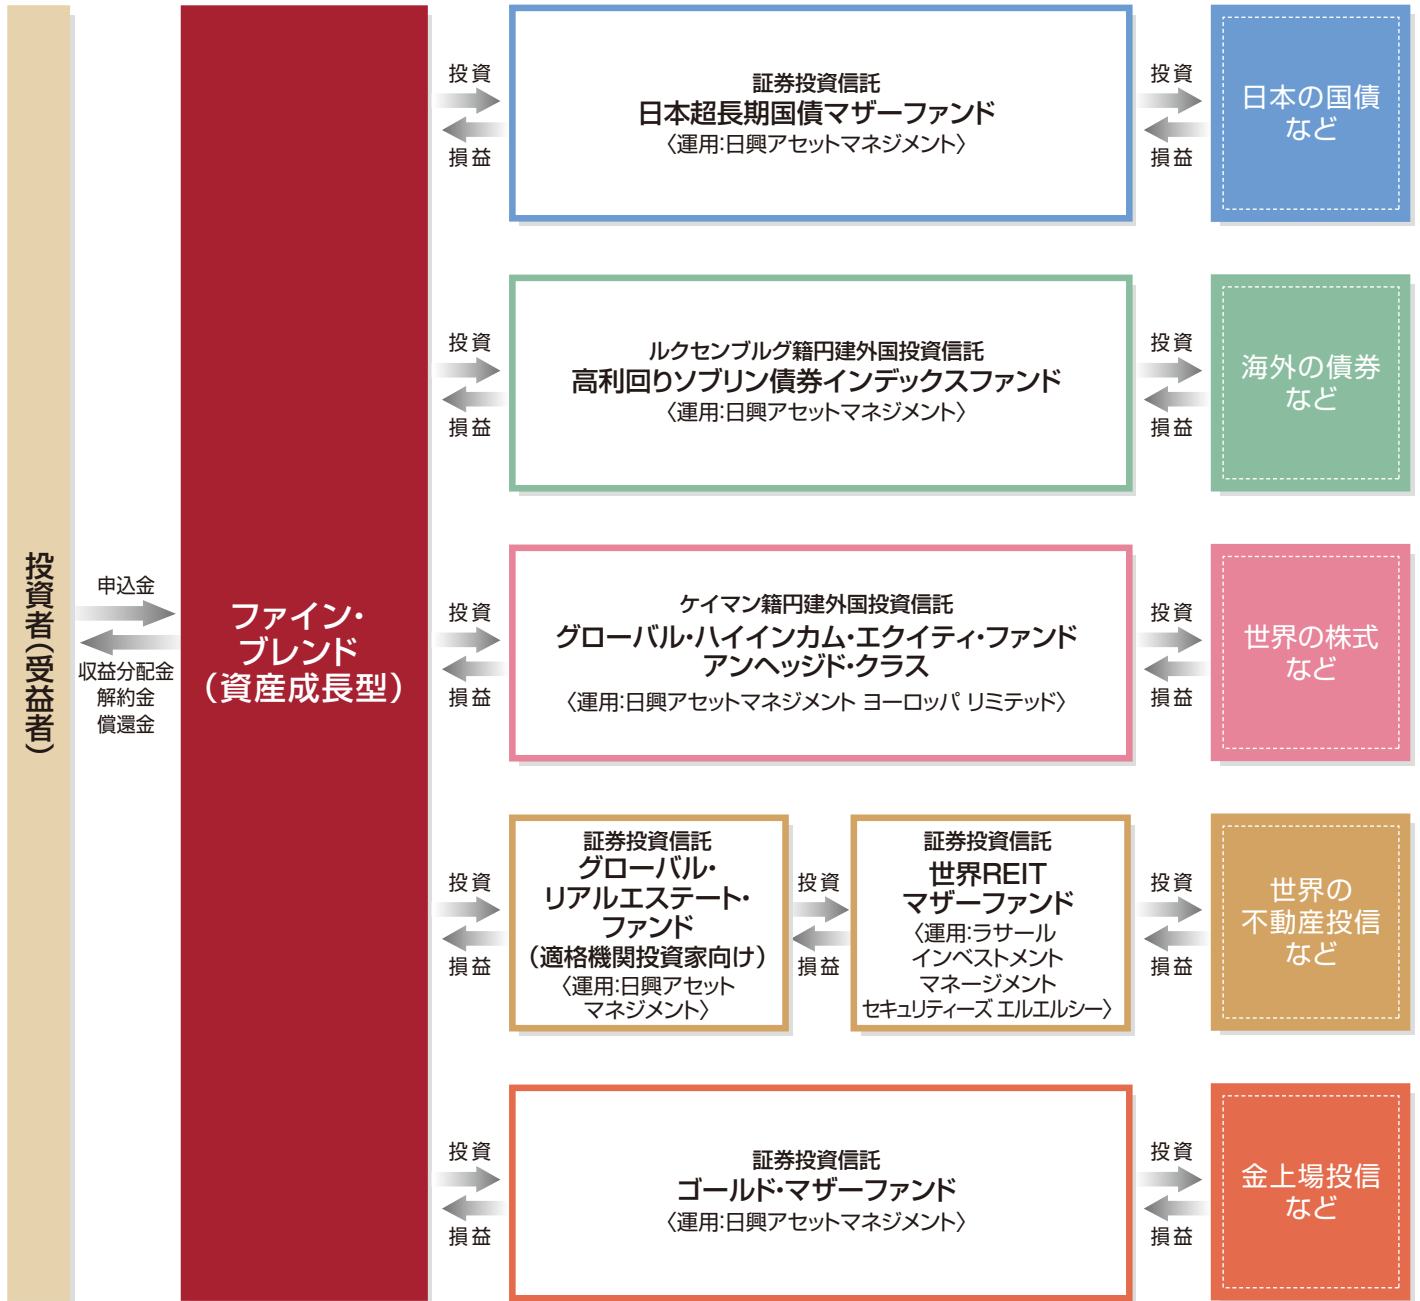 投資者（受益者）
申込金
収益分配金
解約金
償還金
ファイン・
ブレンド
（資産成長型）
投資
損益
証券投資信託
日本超長期国債マザーファンド
〈運用:日興アセットマネジメント〉
投資
損益
日本の国債
など
投資
損益
ルクセンブルグ籍円建外国投資信託
高利回りソブリン債券インデックスファンド
〈運用:日興アセットマネジメント〉
投資
損益
海外の債券
など
投資
損益
ケイマン籍円建外国投資信託
グローバル・ハイインカム・エクイティ・ファンド
アンヘッジド・クラス
〈運用:日興アセットマネジメント ヨーロッパ リミテッド〉
投資
損益
世界の株式
など
投資
損益
証券投資信託
グローバル・
リアルエステート・
ファンド
（適格機関投資家向け）
〈運用:日興アセット
マネジメント〉
投資
損益
証券投資信託
世界REIT
マザーファンド
〈運用:ラサール
インベストメント
マネージメント
セキュリティーズ エルエルシー〉
投資
損益
世界の
不動産投信
など
投資
損益
証券投資信託
ゴールド・マザーファンド
〈運用:日興アセットマネジメント〉
投資
損益
金上場投信
など